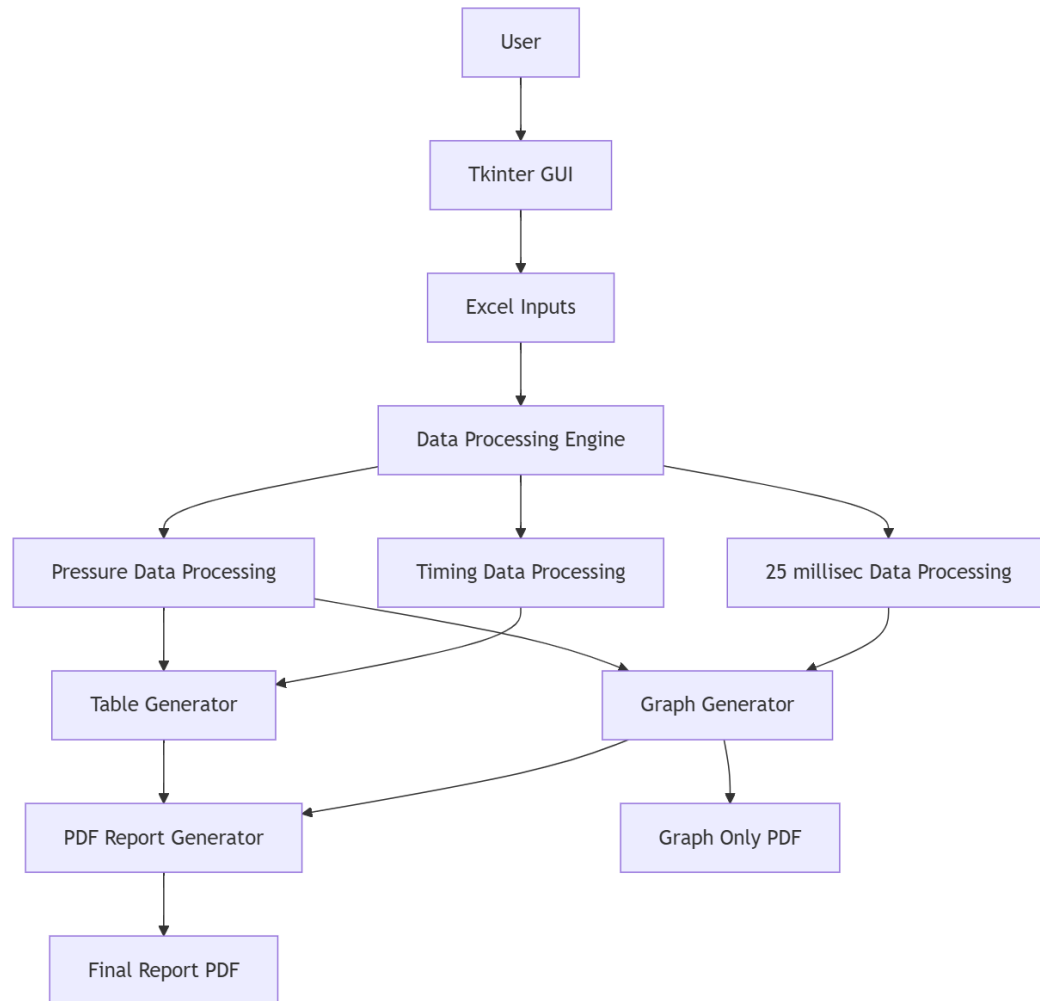 User
Tkinter GUI
Excel Inputs
Data Processing Engine
Pressure Data Processing
Timing Data Processing
25 millisec Data Processing
Table Generator
Graph Generator
PDF Report Generator
Graph Only PDF
Final Report PDF